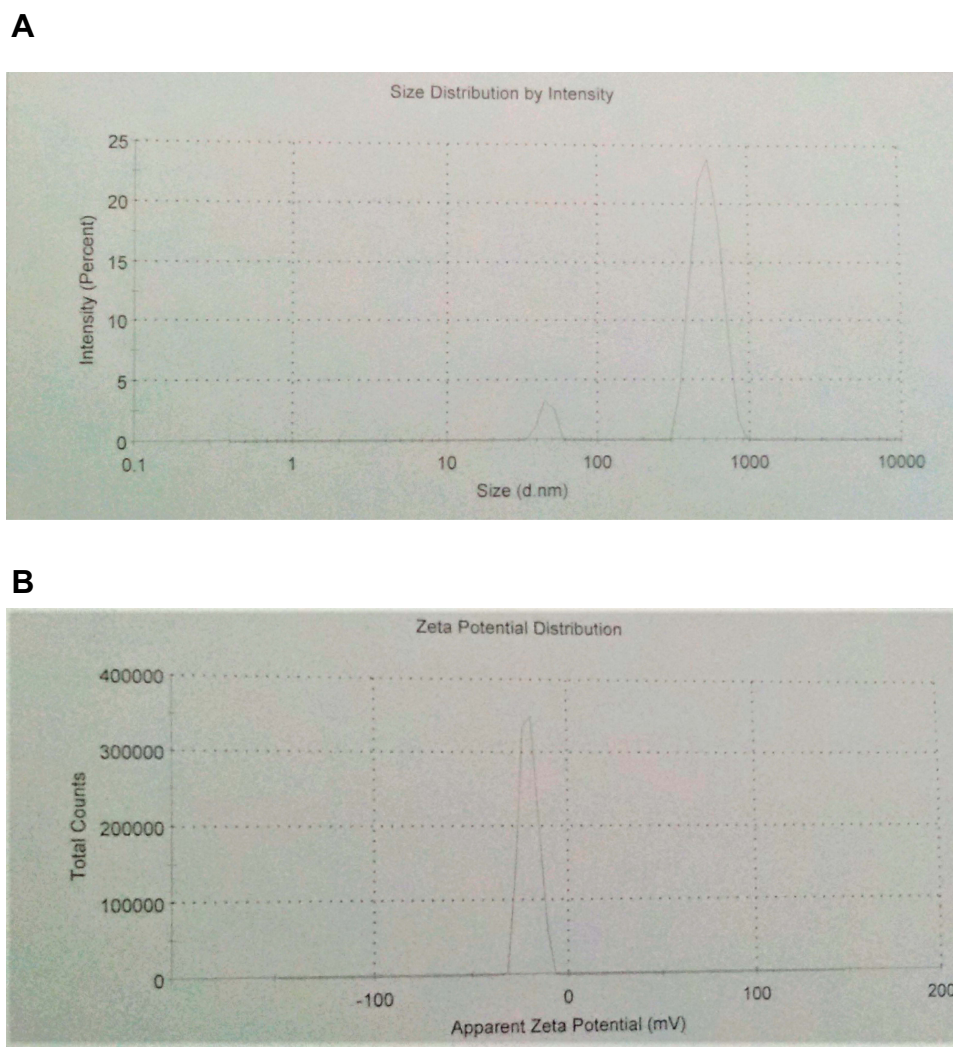 A
Size Distribution by Intensity
25
20
15
10
5
0
Intensity (Percent)
0.1 1 10 100 1000 10000
Size (d.nm)
B
Zeta Potential Distribution
400000
300000
200000
100000
0
Total Counts
-100 0 100 200
Apparent Zeta Potential (mV)